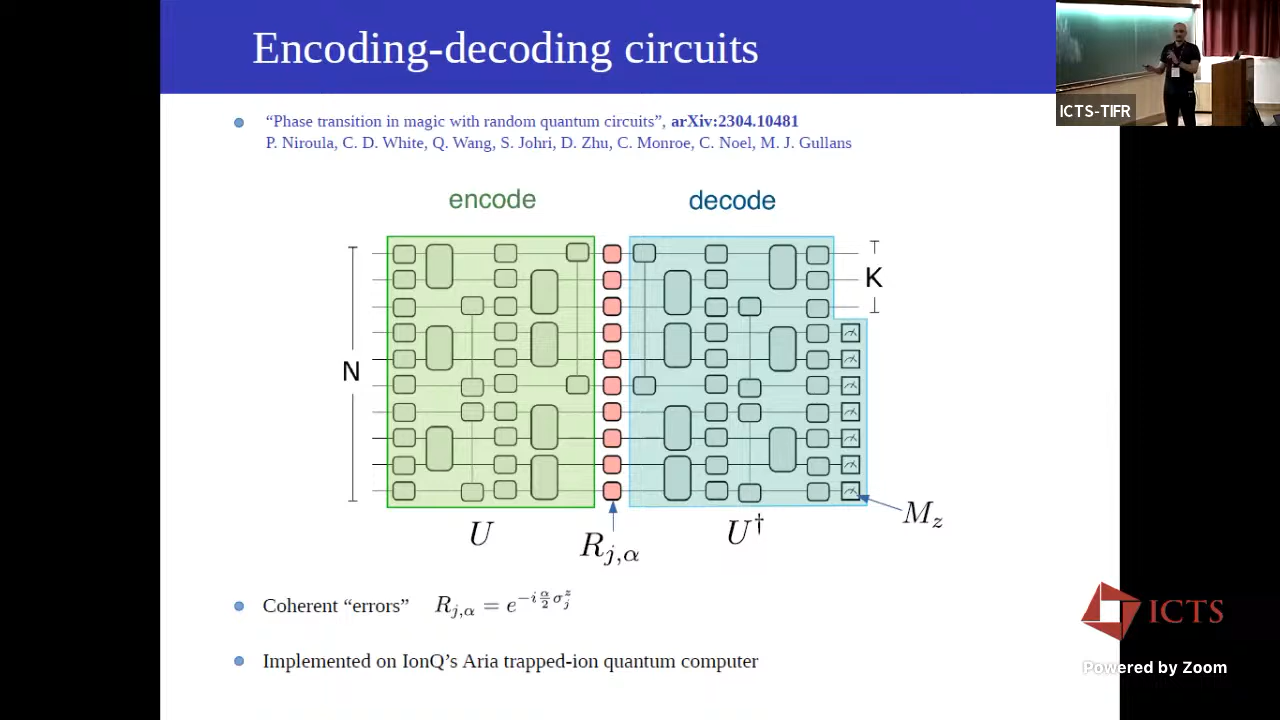 Encoding-decoding circuits
ICTS-TIFR
“Phase transition in magic with random quantum circuits”, arXiv:2304.10481
P. Niroula, C. D. White, Q. Wang, S. Johri, D. Zhu, C. Monroe, C. Noel, M. J. Gullans
encode
decode
K
N
M_z
U
R_{j,α}
U^†
Coherent “errors” R_{j,α} = e^{-i\frac{α}{2}σ_j^z}
ICTS
Implemented on IonQ’s Aria trapped-ion quantum computer
Powered by Zoom